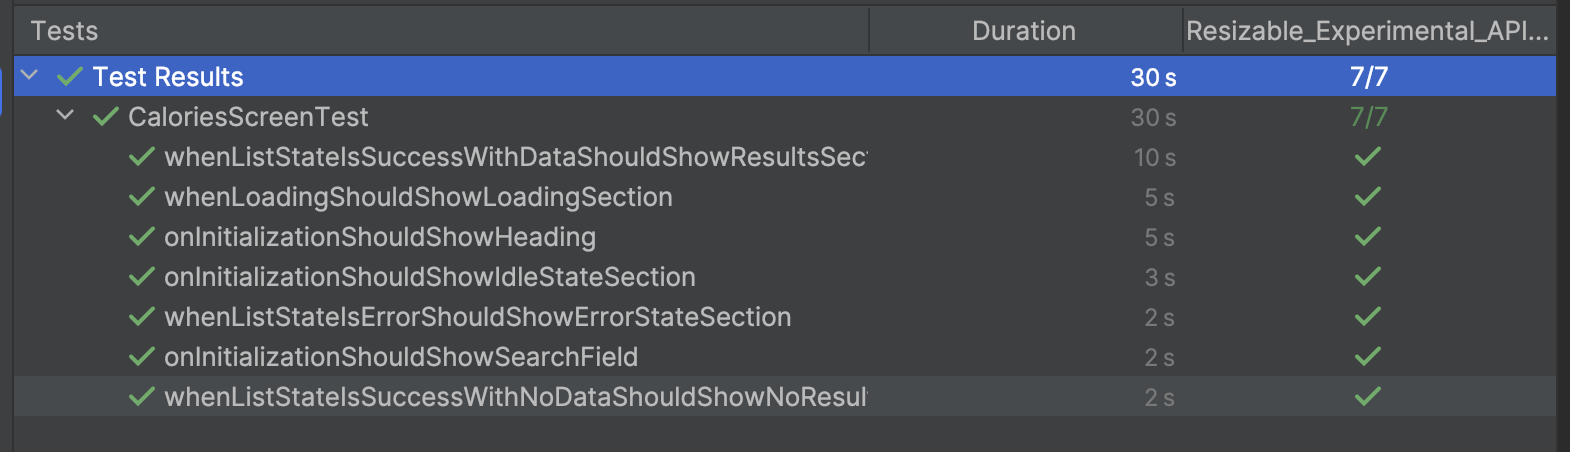 Tests Duration Resizable_Experimental_API...
Test Results 30 s 7/7
CaloriesScreenTest 30 s 7/7
whenListStateIsSuccessWithDataShouldShowResultsSect 10 s
whenLoadingShouldShowLoadingSection 5 s
onInitializationShouldShowHeading 5 s
onInitializationShouldShowIdleStateSection 3 s
whenListStateIsErrorShouldShowErrorStateSection 2 s
onInitializationShouldShowSearchField 2 s
whenListStateIsSuccessWithNoDataShouldShowNoResul 2 s